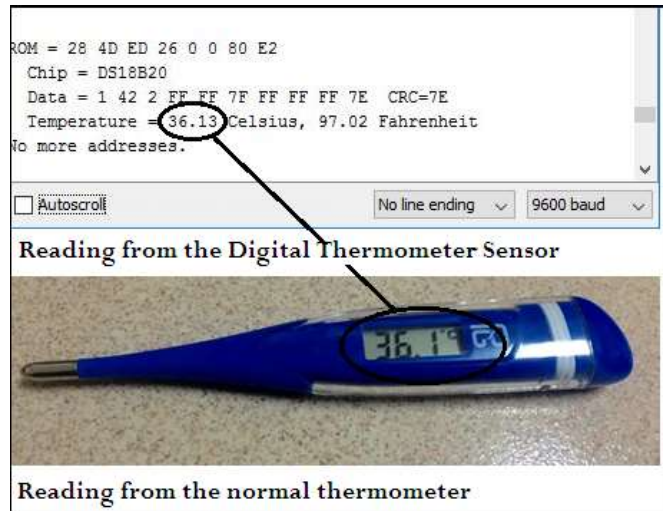 ROM = 28 4D ED 26 0 0 80 E2
Chip = DS18B20
Data = 1 42 2 FF FF 7F FF FF FF 7E CRC=7E
Temperature = 36.13 Celsius, 97.02 Fahrenheit
No more addresses.
Autoscroll
No line ending
9600 baud
Reading from the Digital Thermometer Sensor
36.1°
Reading from the normal thermometer